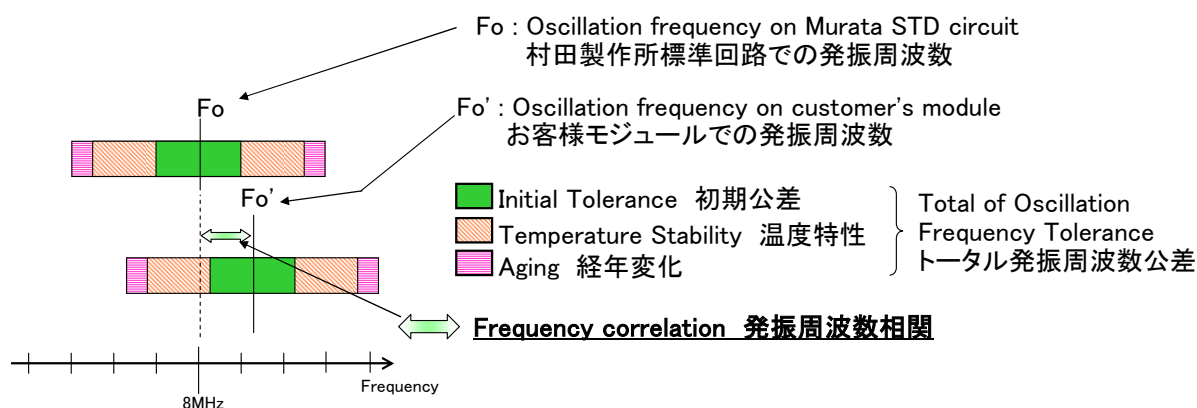 Fo : Oscillation frequency on Murata STD circuit
村田製作所標準回路での発振周波数
Fo
Fo' : Oscillation frequency on customer's module
お客様モジュールでの発振周波数
Fo'
Initial Tolerance 初期公差
Temperature Stability 温度特性
Aging 経年変化
Total of Oscillation
Frequency Tolerance
トータル発振周波数公差
Frequency correlation 発振周波数相関
Frequency
8MHz